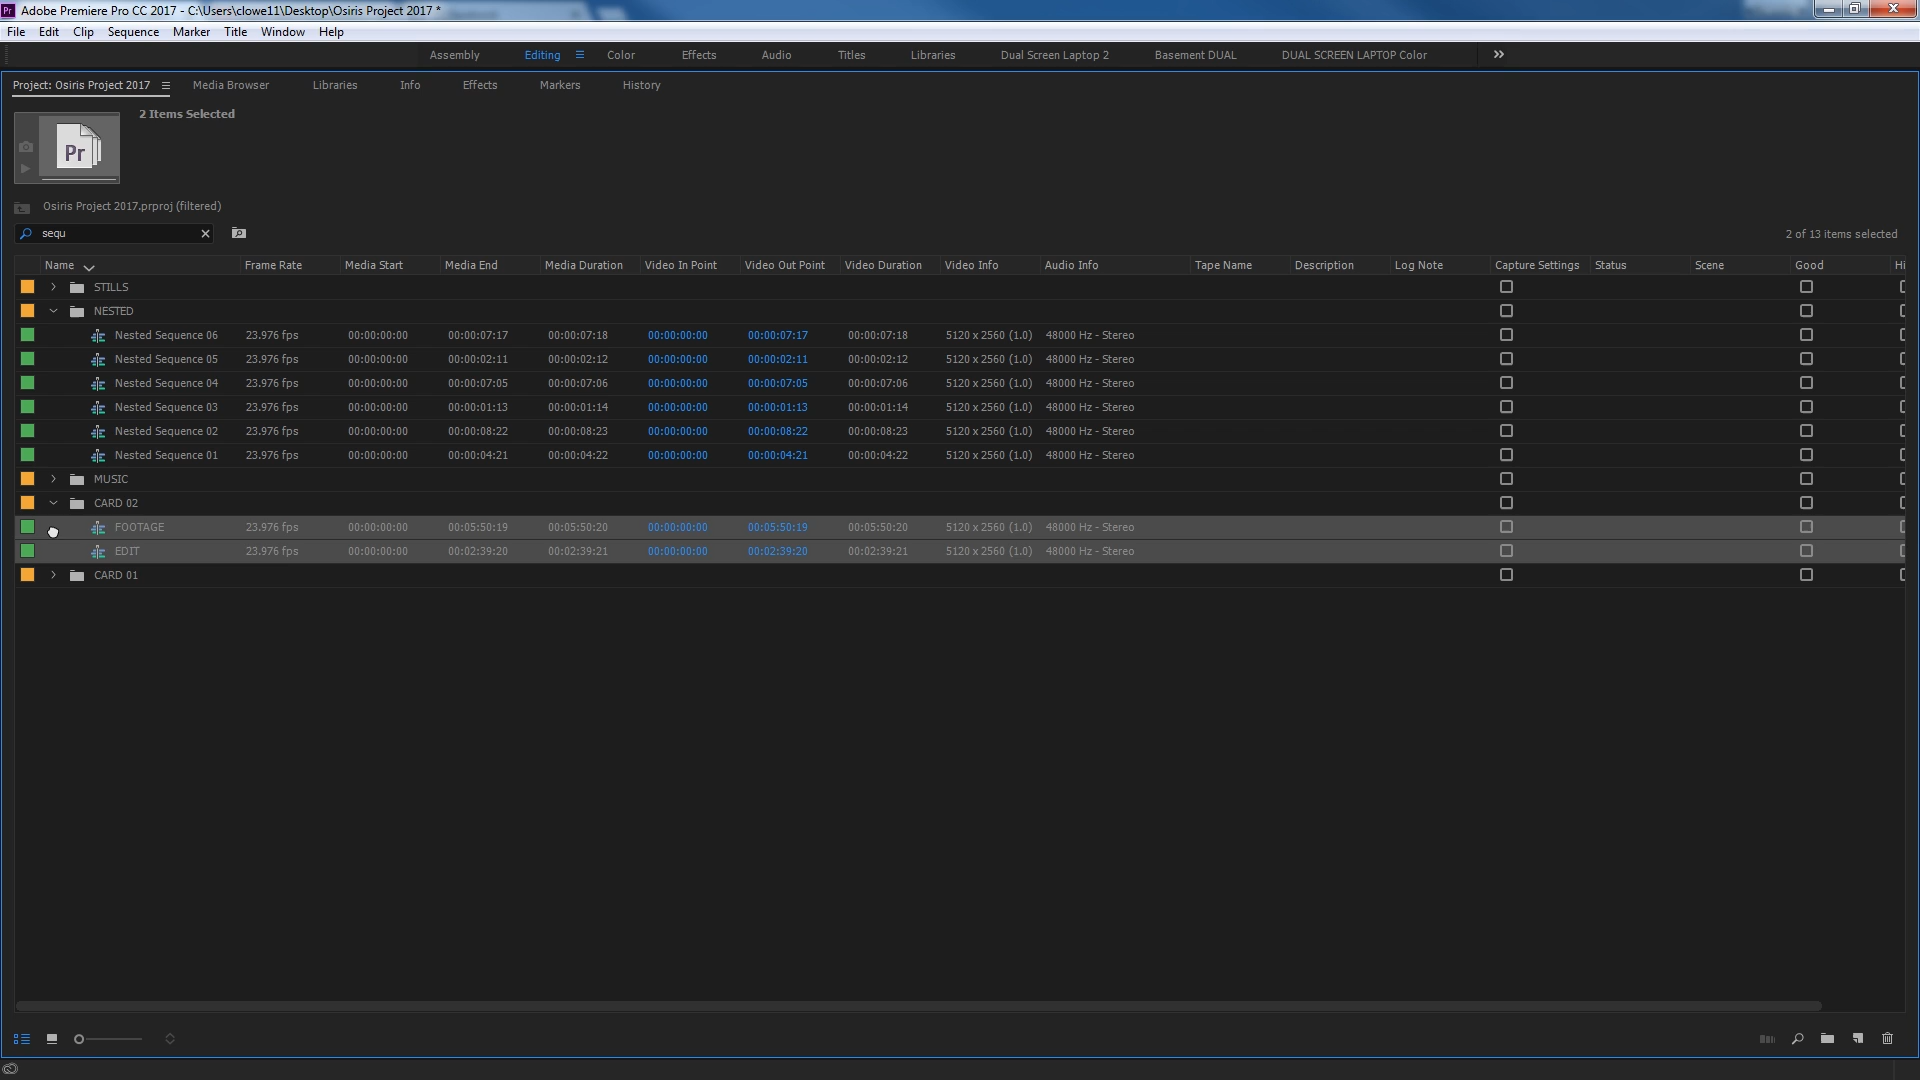 Adobe Premiere Pro CC 2017 - C:\Users\clowe11\Desktop\Osiris Project 2017 *
File Edit Clip Sequence Marker Title Window Help
Assembly Editing Color Effects Audio Titles Libraries Dual Screen Laptop 2 Basement DUAL DUAL SCREEN LAPTOP Color
Project: Osiris Project 2017 Media Browser Libraries Info Effects Markers History
2 Items Selected
Pr
Osiris Project 2017.prproj (filtered)
sequ
2 of 13 items selected
Name Frame Rate Media Start Media End Media Duration Video In Point Video Out Point Video Duration Video Info Audio Info Tape Name Description Log Note Capture Settings Status Scene Good Hi
STILLS
NESTED
Nested Sequence 06 23.976 fps 00:00:00:00 00:00:07:17 00:00:07:18 00:00:00:00 00:00:07:17 00:00:07:18 5120 x 2560 (1.0) 48000 Hz - Stereo
Nested Sequence 05 23.976 fps 00:00:00:00 00:00:02:11 00:00:02:12 00:00:00:00 00:00:02:11 00:00:02:12 5120 x 2560 (1.0) 48000 Hz - Stereo
Nested Sequence 04 23.976 fps 00:00:00:00 00:00:07:05 00:00:07:06 00:00:00:00 00:00:07:05 00:00:07:06 5120 x 2560 (1.0) 48000 Hz - Stereo
Nested Sequence 03 23.976 fps 00:00:00:00 00:00:01:13 00:00:01:14 00:00:00:00 00:00:01:13 00:00:01:14 5120 x 2560 (1.0) 48000 Hz - Stereo
Nested Sequence 02 23.976 fps 00:00:00:00 00:00:08:22 00:00:08:23 00:00:00:00 00:00:08:22 00:00:08:23 5120 x 2560 (1.0) 48000 Hz - Stereo
Nested Sequence 01 23.976 fps 00:00:00:00 00:00:04:21 00:00:04:22 00:00:00:00 00:00:04:21 00:00:04:22 5120 x 2560 (1.0) 48000 Hz - Stereo
MUSIC
CARD 02
FOOTAGE 23.976 fps 00:00:00:00 00:05:50:19 00:05:50:20 00:00:00:00 00:05:50:19 00:05:50:20 5120 x 2560 (1.0) 48000 Hz - Stereo
EDIT 23.976 fps 00:00:00:00 00:02:39:20 00:02:39:21 00:00:00:00 00:02:39:20 00:02:39:21 5120 x 2560 (1.0) 48000 Hz - Stereo
CARD 01